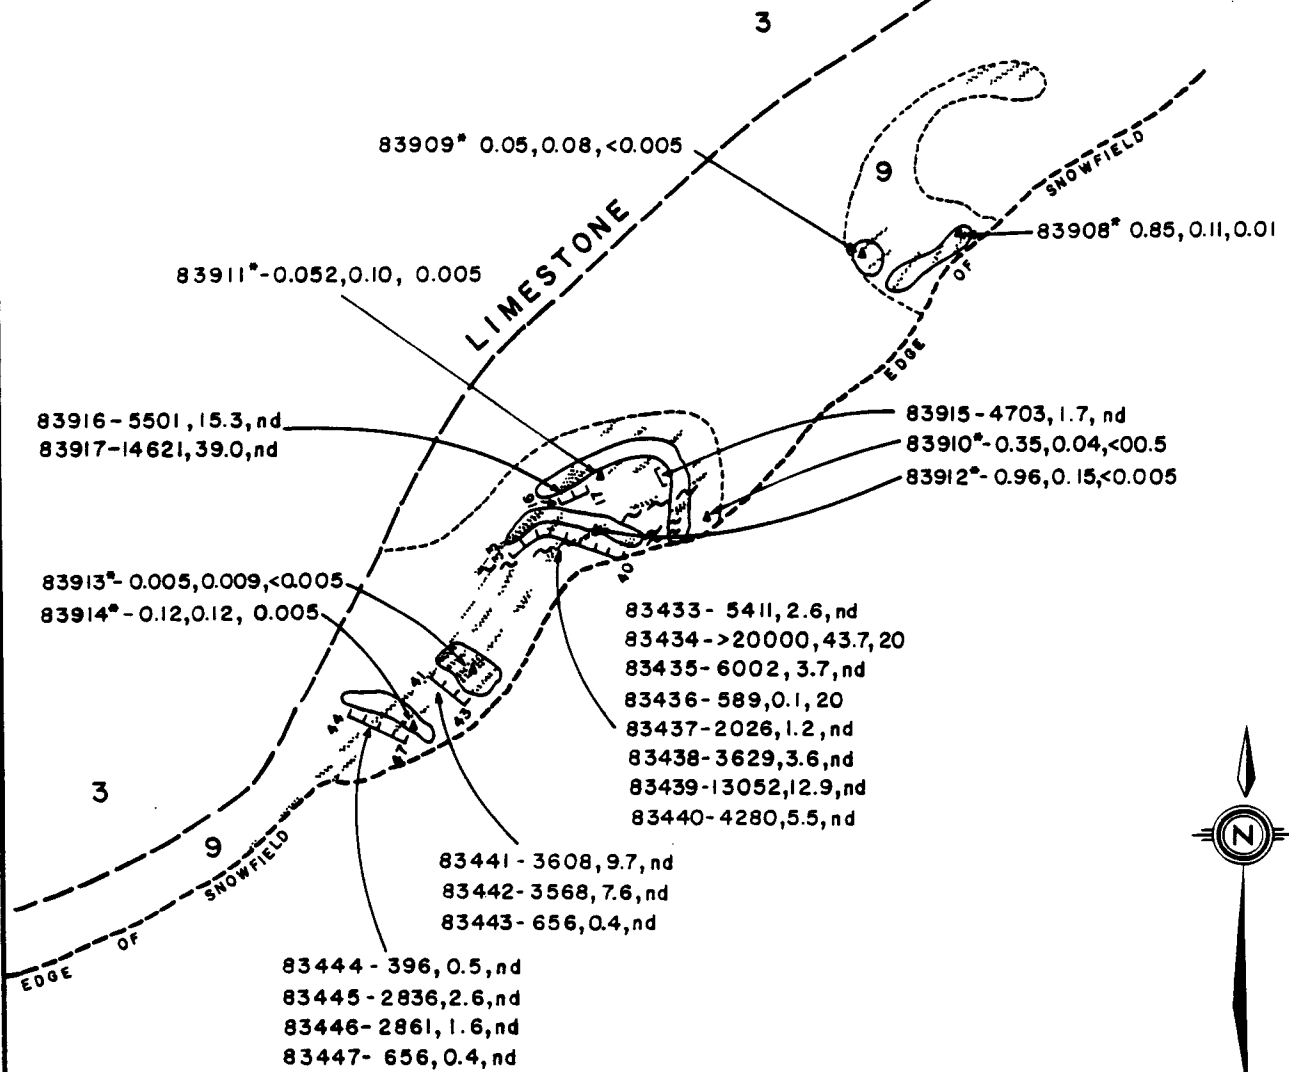 3
83909* 0.05,0.08,<0.005
9
SNOWFIELD
83908* 0.85,0.11,0.01
OF
EDGE
LIMESTONE
83911*-0.052,0.10, 0.005
83916-5501,15.3,nd
83917-14621,39.0,nd
83915-4703,1.7,nd
83910*-0.35,0.04,<00.5
83912*-0.96,0.15,<0.005
16
17
40
83913*-0.005,0.009,<0.005
83914*-0.12,0.12, 0.005
83433- 5411,2.6,nd
83434->20000,43.7,20
83435-6002,3.7,nd
83436-589,0.1,20
83437-2026,1.2,nd
83438-3629,3.6,nd
83439-13052,12.9,nd
83440-4280,5.5,nd
41
43
44
47
3
9
SNOWFIELD
OF
EDGE
83441-3608,9.7,nd
83442-3568,7.6,nd
83443-656,0.4,nd
83444-396,0.5,nd
83445-2836,2.6,nd
83446-2861,1.6,nd
83447- 656,0.4,nd
N